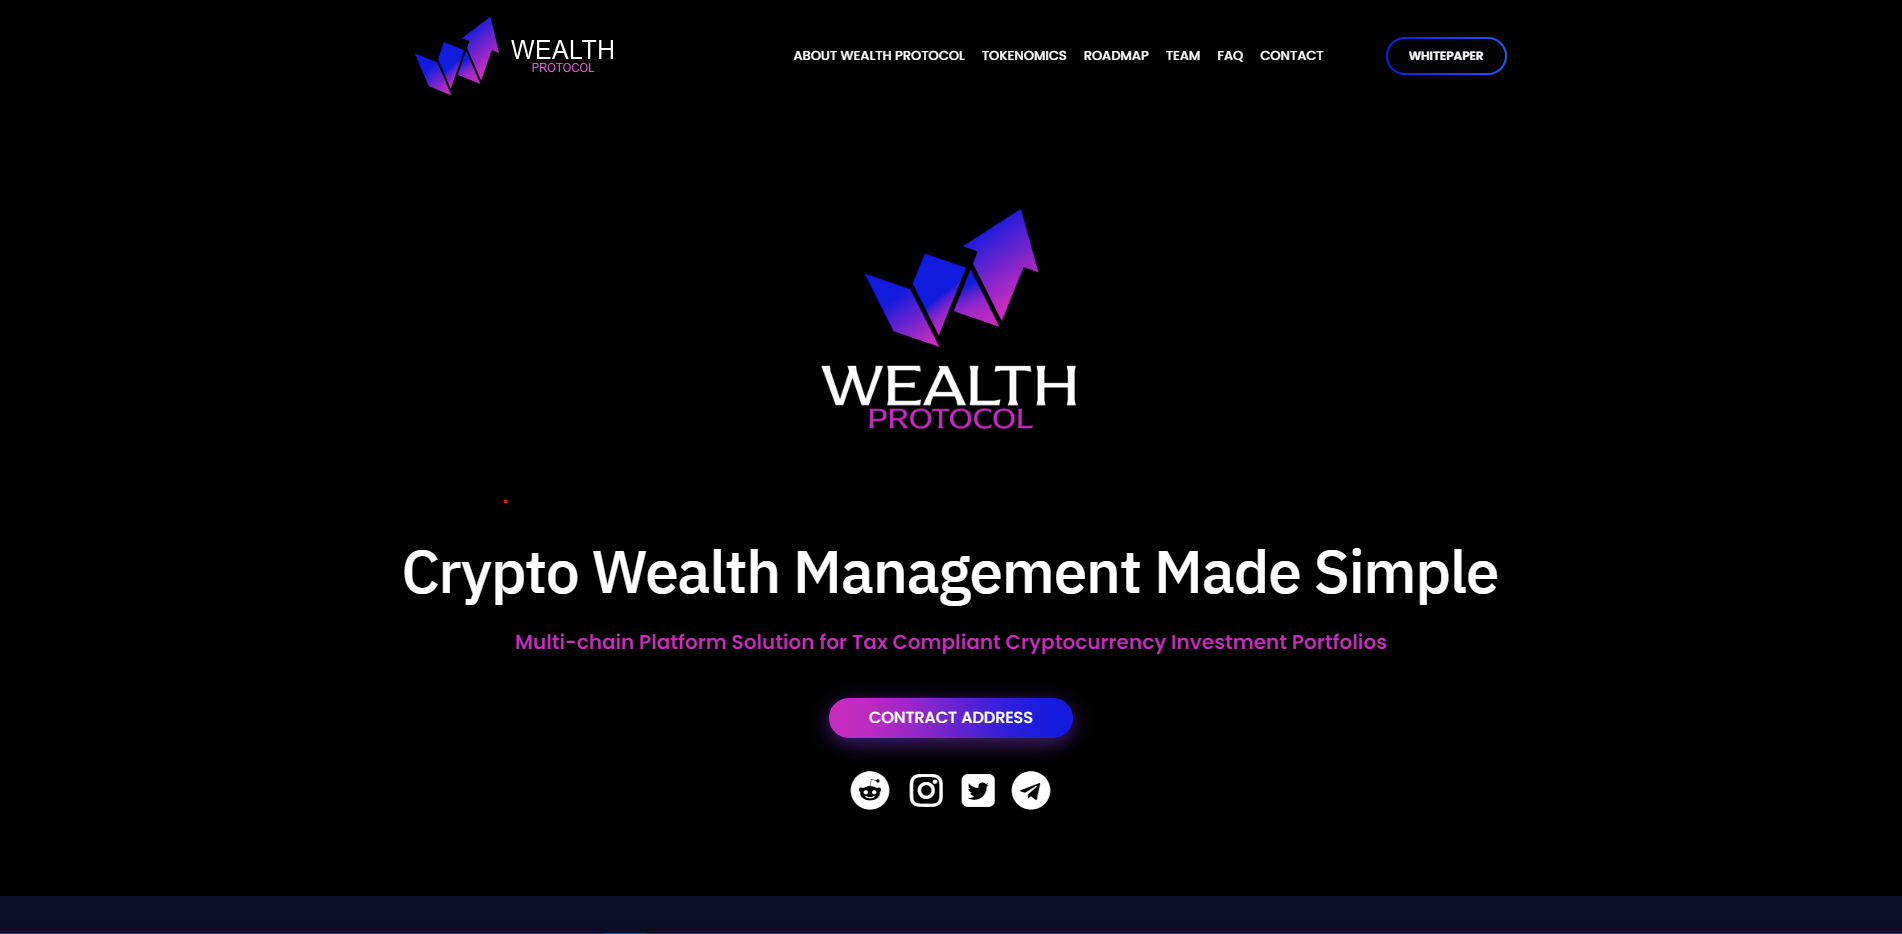 WEALTH
PROTOCOL
ABOUT WEALTH PROTOCOL TOKENOMICS ROADMAP TEAM FAQ CONTACT WHITEPAPER
WEALTH
PROTOCOL
Crypto Wealth Management Made Simple
Multi-chain Platform Solution for Tax Compliant Cryptocurrency Investment Portfolios
CONTRACT ADDRESS